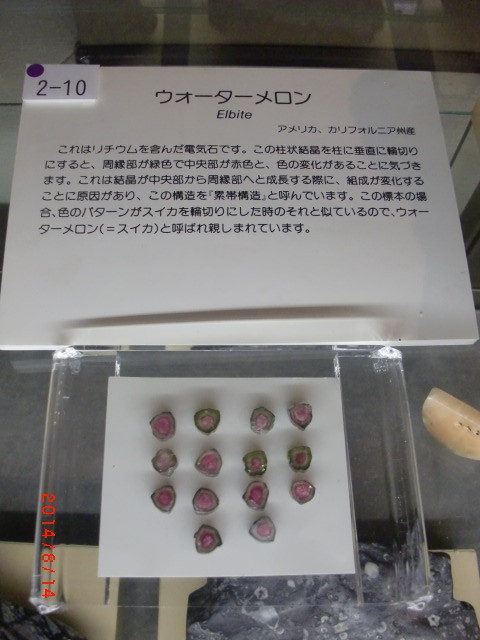 2-10
ウォーターメロン
Elbite
アメリカ、カリフォルニア州産
これはリチウムを含んだ電気石です。この柱状結晶を柱に垂直に輪切り
にすると、周縁部が緑色で中央部が赤色と、色の変化があることに気づき
ます。これは結晶が中央部から周縁部へと成長する際に、組成が変化する
ことに原因があり、この構造を『累帯構造』と呼んでいます。この標本の場
合、色のパターンがスイカを輪切りにした時のそれと似ているので、ウォー
ターメロン(=スイカ)と呼ばれ親しまれています。
2014/8/14